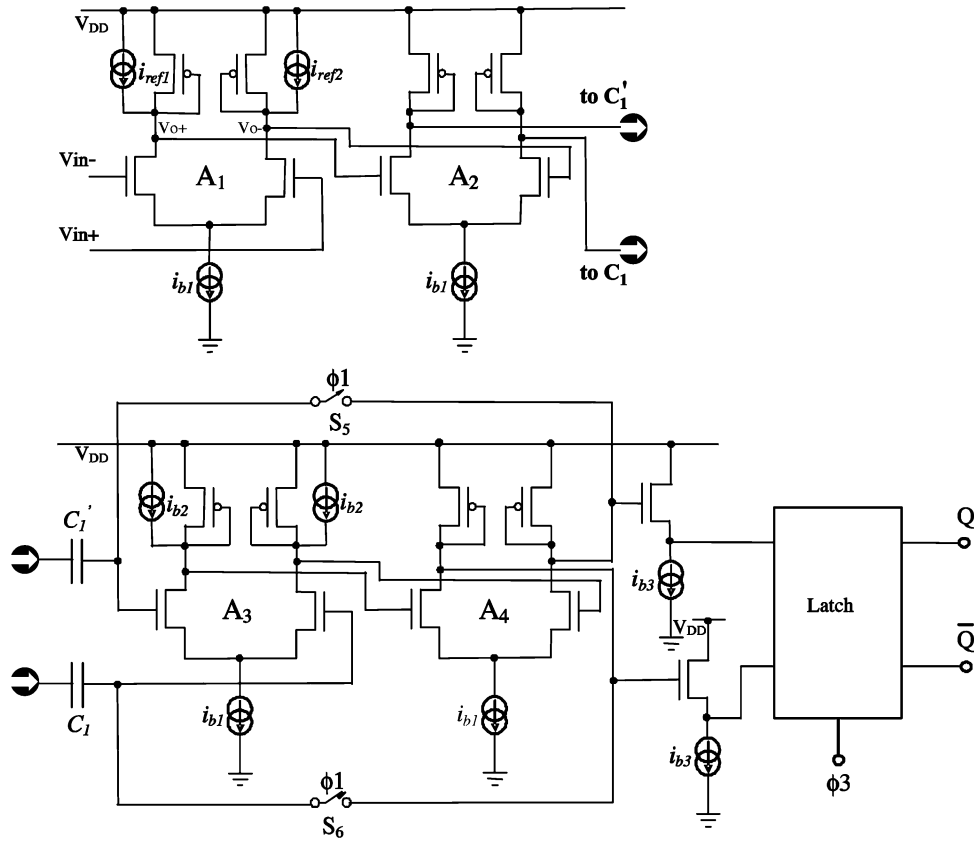 VDD
iref1
iref2
to C1'
VO+
VO-
Vin-
A1
A2
Vin+
to C1
ib1
ib1
ϕ1
S5
VDD
C1’
ib2
ib2
Q
ib3
A3
A4
Latch
VDD
Q̅
C1
ib1
ib1
ib3
ϕ1
ϕ3
S6